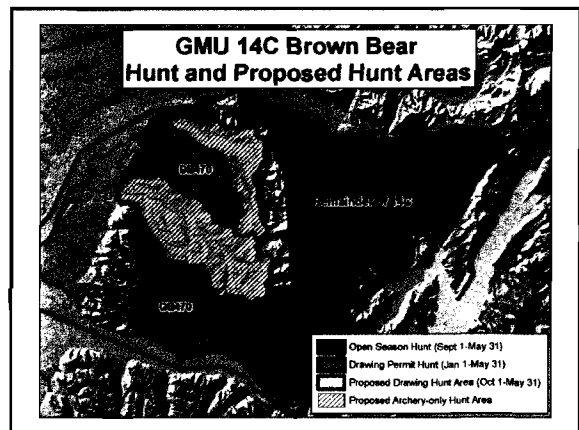 GMU 14C Brown Bear
Hunt and Proposed Hunt Areas
DB470
Remainder of 14C
DB470
Open Season Hunt (Sept 1-May 31)
Drawing Permit Hunt (Jan 1-May 31)
Proposed Drawing Hunt Area (Oct 1-May 31)
Proposed Archery-only Hunt Area